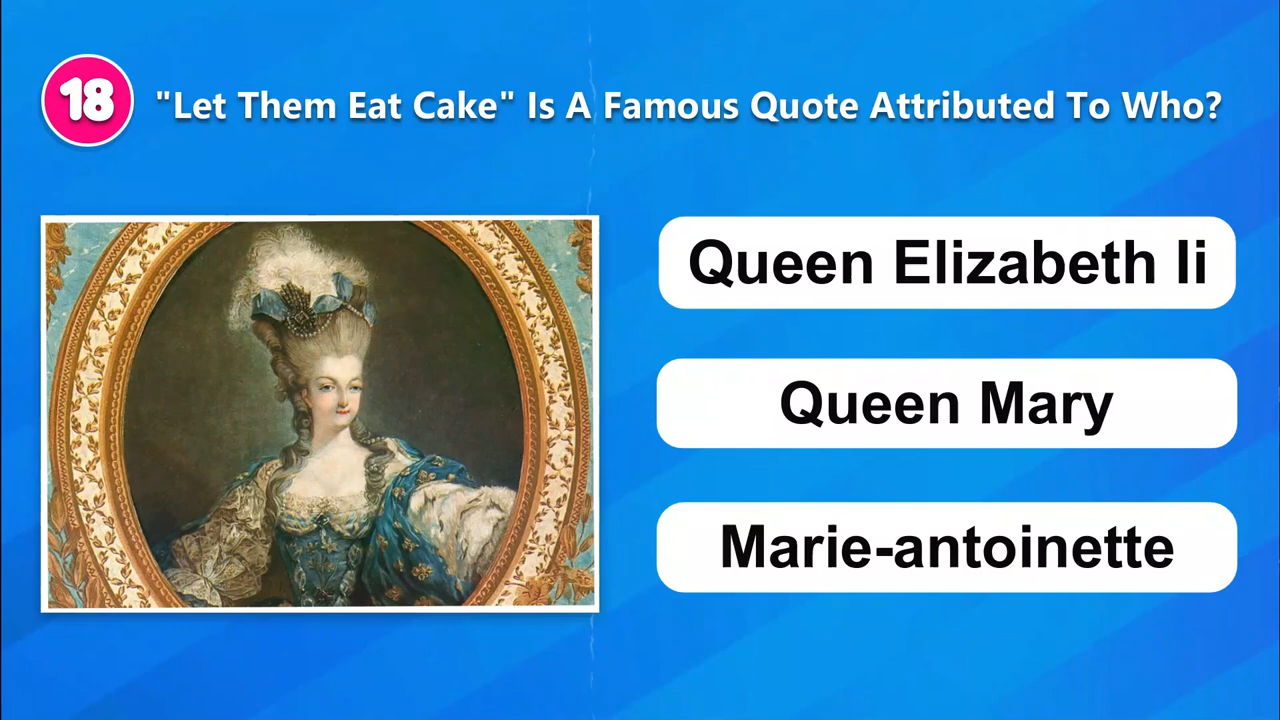 18
"Let Them Eat Cake" Is A Famous Quote Attributed To Who?
Queen Elizabeth Ii
Queen Mary
Marie-antoinette